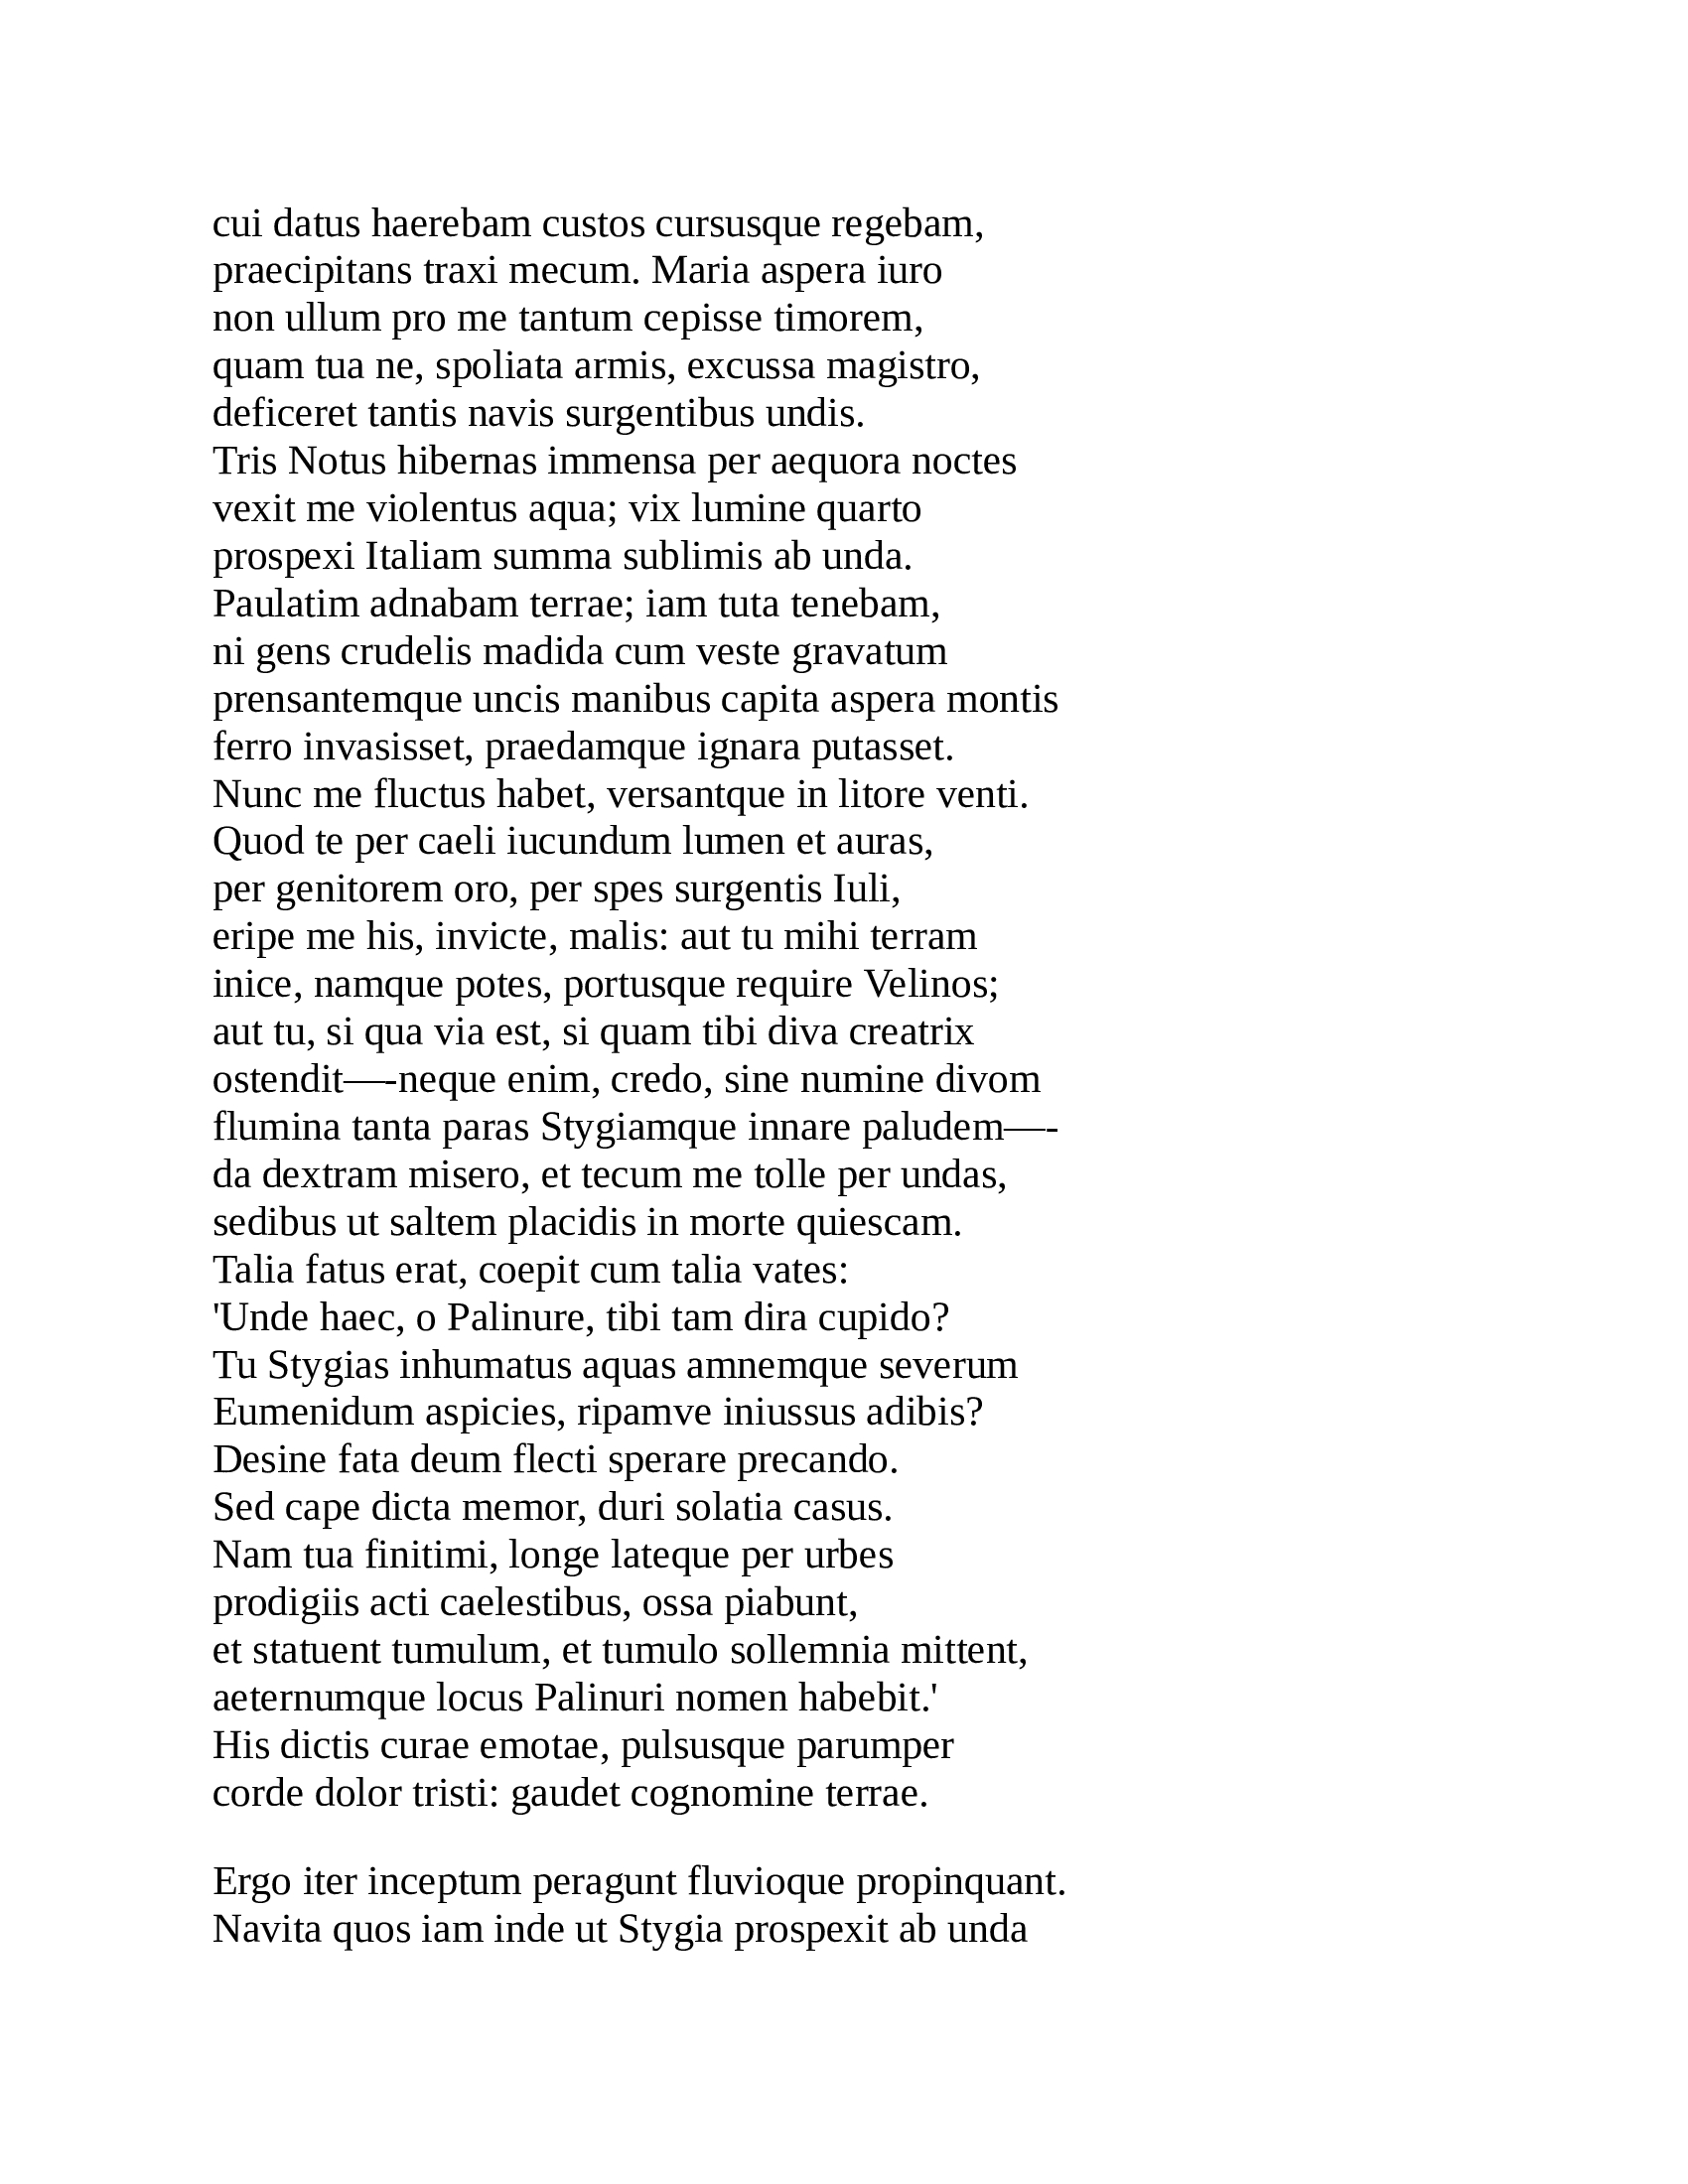 cui datus haerebam custos cursusque regebam,
praecipitans traxi mecum. Maria aspera iuro
non ullum pro me tantum cepisse timorem,
quam tua ne, spoliata armis, excussa magistro,
deficeret tantis navis surgentibus undis.
Tris Notus hibernas immensa per aequora noctes
vexit me violentus aqua; vix lumine quarto
prospexi Italiam summa sublimis ab unda.
Paulatim adnabam terrae; iam tuta tenebam,
ni gens crudelis madida cum veste gravatum
prensantemque uncis manibus capita aspera montis
ferro invasisset, praedamque ignara putasset.
Nunc me fluctus habet, versantque in litore venti.
Quod te per caeli iucundum lumen et auras,
per genitorem oro, per spes surgentis Iuli,
eripe me his, invicte, malis: aut tu mihi terram
inice, namque potes, portusque require Velinos;
aut tu, si qua via est, si quam tibi diva creatrix
ostendit—-neque enim, credo, sine numine divom
flumina tanta paras Stygiamque innare paludem—-
da dextram misero, et tecum me tolle per undas,
sedibus ut saltem placidis in morte quiescam.
Talia fatus erat, coepit cum talia vates:
'Unde haec, o Palinure, tibi tam dira cupido?
Tu Stygias inhumatus aquas amnemque severum
Eumenidum aspicies, ripamve iniussus adibis?
Desine fata deum flecti sperare precando.
Sed cape dicta memor, duri solatia casus.
Nam tua finitimi, longe lateque per urbes
prodigiis acti caelestibus, ossa piabunt,
et statuent tumulum, et tumulo sollemnia mittent,
aeternumque locus Palinuri nomen habebit.'
His dictis curae emotae, pulsusque parumper
corde dolor tristi: gaudet cognomine terrae.
Ergo iter inceptum peragunt fluvioque propinquant.
Navita quos iam inde ut Stygia prospexit ab unda